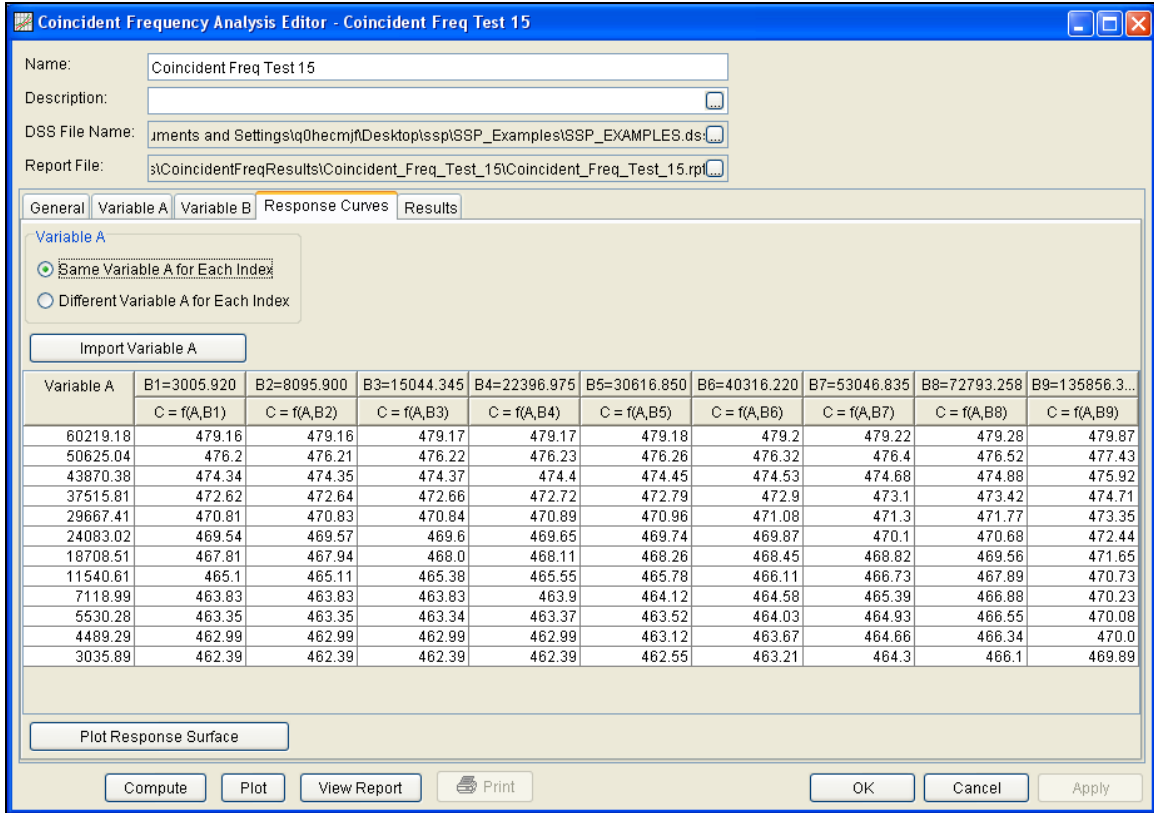 Coincident Frequency Analysis Editor - Coincident Freq Test 15
Name: Coincident Freq Test 15
Description: ...
DSS File Name: uments and Settings\q0hecmjf\Desktop\ssp\SSP_Examples\SSP_EXAMPLES.ds ...
Report File: s\CoincidentFreqResults\Coincident_Freq_Test_15\Coincident_Freq_Test_15.rpt ...
General Variable A Variable B Response Curves Results
Variable A
Same Variable A for Each Index
Different Variable A for Each Index
Import Variable A
Variable A B1=3005.920 B2=8095.900 B3=15044.345 B4=22396.975 B5=30616.850 B6=40316.220 B7=53046.835 B8=72793.258 B9=135856.3...
C = f(A,B1) C = f(A,B2) C = f(A,B3) C = f(A,B4) C = f(A,B5) C = f(A,B6) C = f(A,B7) C = f(A,B8) C = f(A,B9)
60219.18 479.16 479.16 479.17 479.17 479.18 479.2 479.22 479.28 479.87
50625.04 476.2 476.21 476.22 476.23 476.26 476.32 476.4 476.52 477.43
43870.38 474.34 474.35 474.37 474.4 474.45 474.53 474.68 474.88 475.92
37515.81 472.62 472.64 472.66 472.72 472.79 472.9 473.1 473.42 474.71
29667.41 470.81 470.83 470.84 470.89 470.96 471.08 471.3 471.77 473.35
24083.02 469.54 469.57 469.6 469.65 469.74 469.87 470.1 470.68 472.44
18708.51 467.81 467.94 468.0 468.11 468.26 468.45 468.82 469.56 471.65
11540.61 465.1 465.11 465.38 465.55 465.78 466.11 466.73 467.89 470.73
7118.99 463.83 463.83 463.83 463.9 464.12 464.58 465.39 466.88 470.23
5530.28 463.35 463.35 463.34 463.37 463.52 464.03 464.93 466.55 470.08
4489.29 462.99 462.99 462.99 462.99 463.12 463.67 464.66 466.34 470.0
3035.89 462.39 462.39 462.39 462.39 462.55 463.21 464.3 466.1 469.89
Plot Response Surface
Compute Plot View Report Print OK Cancel Apply